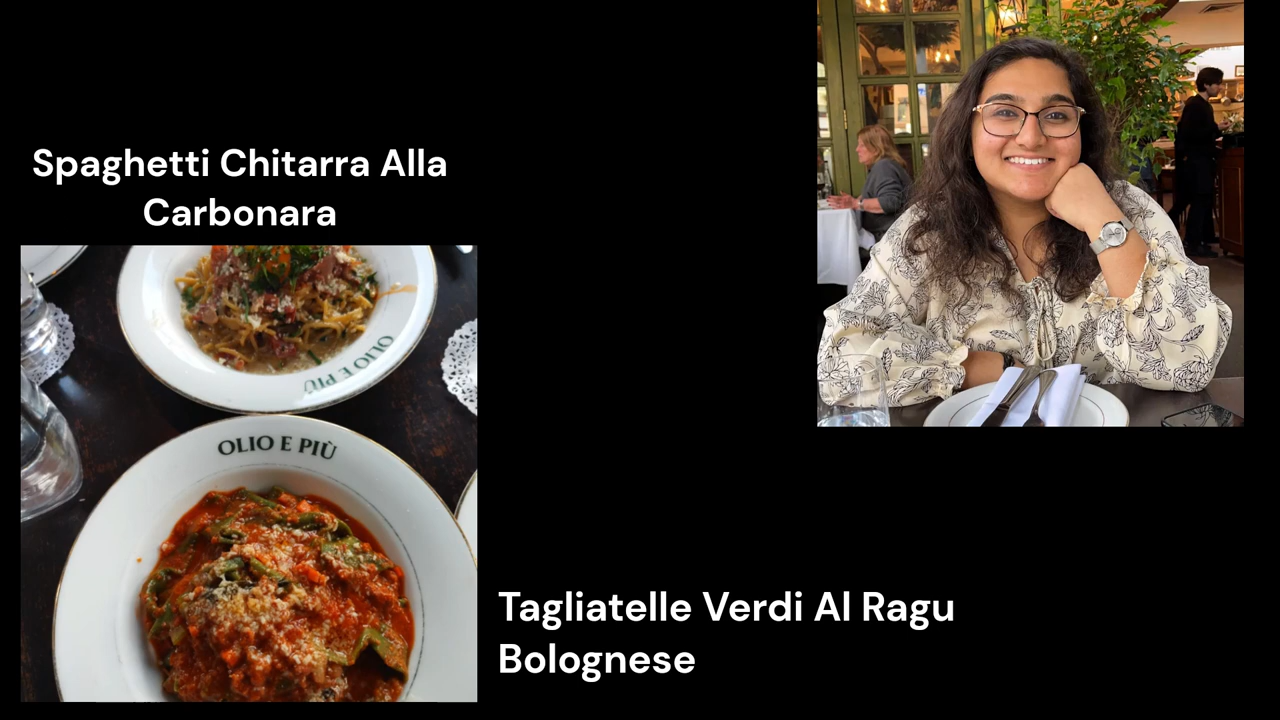 Spaghetti Chitarra Alla
Carbonara
OLIO E PIÙ
OLIO E PIÙ
Tagliatelle Verdi Al Ragu
Bolognese